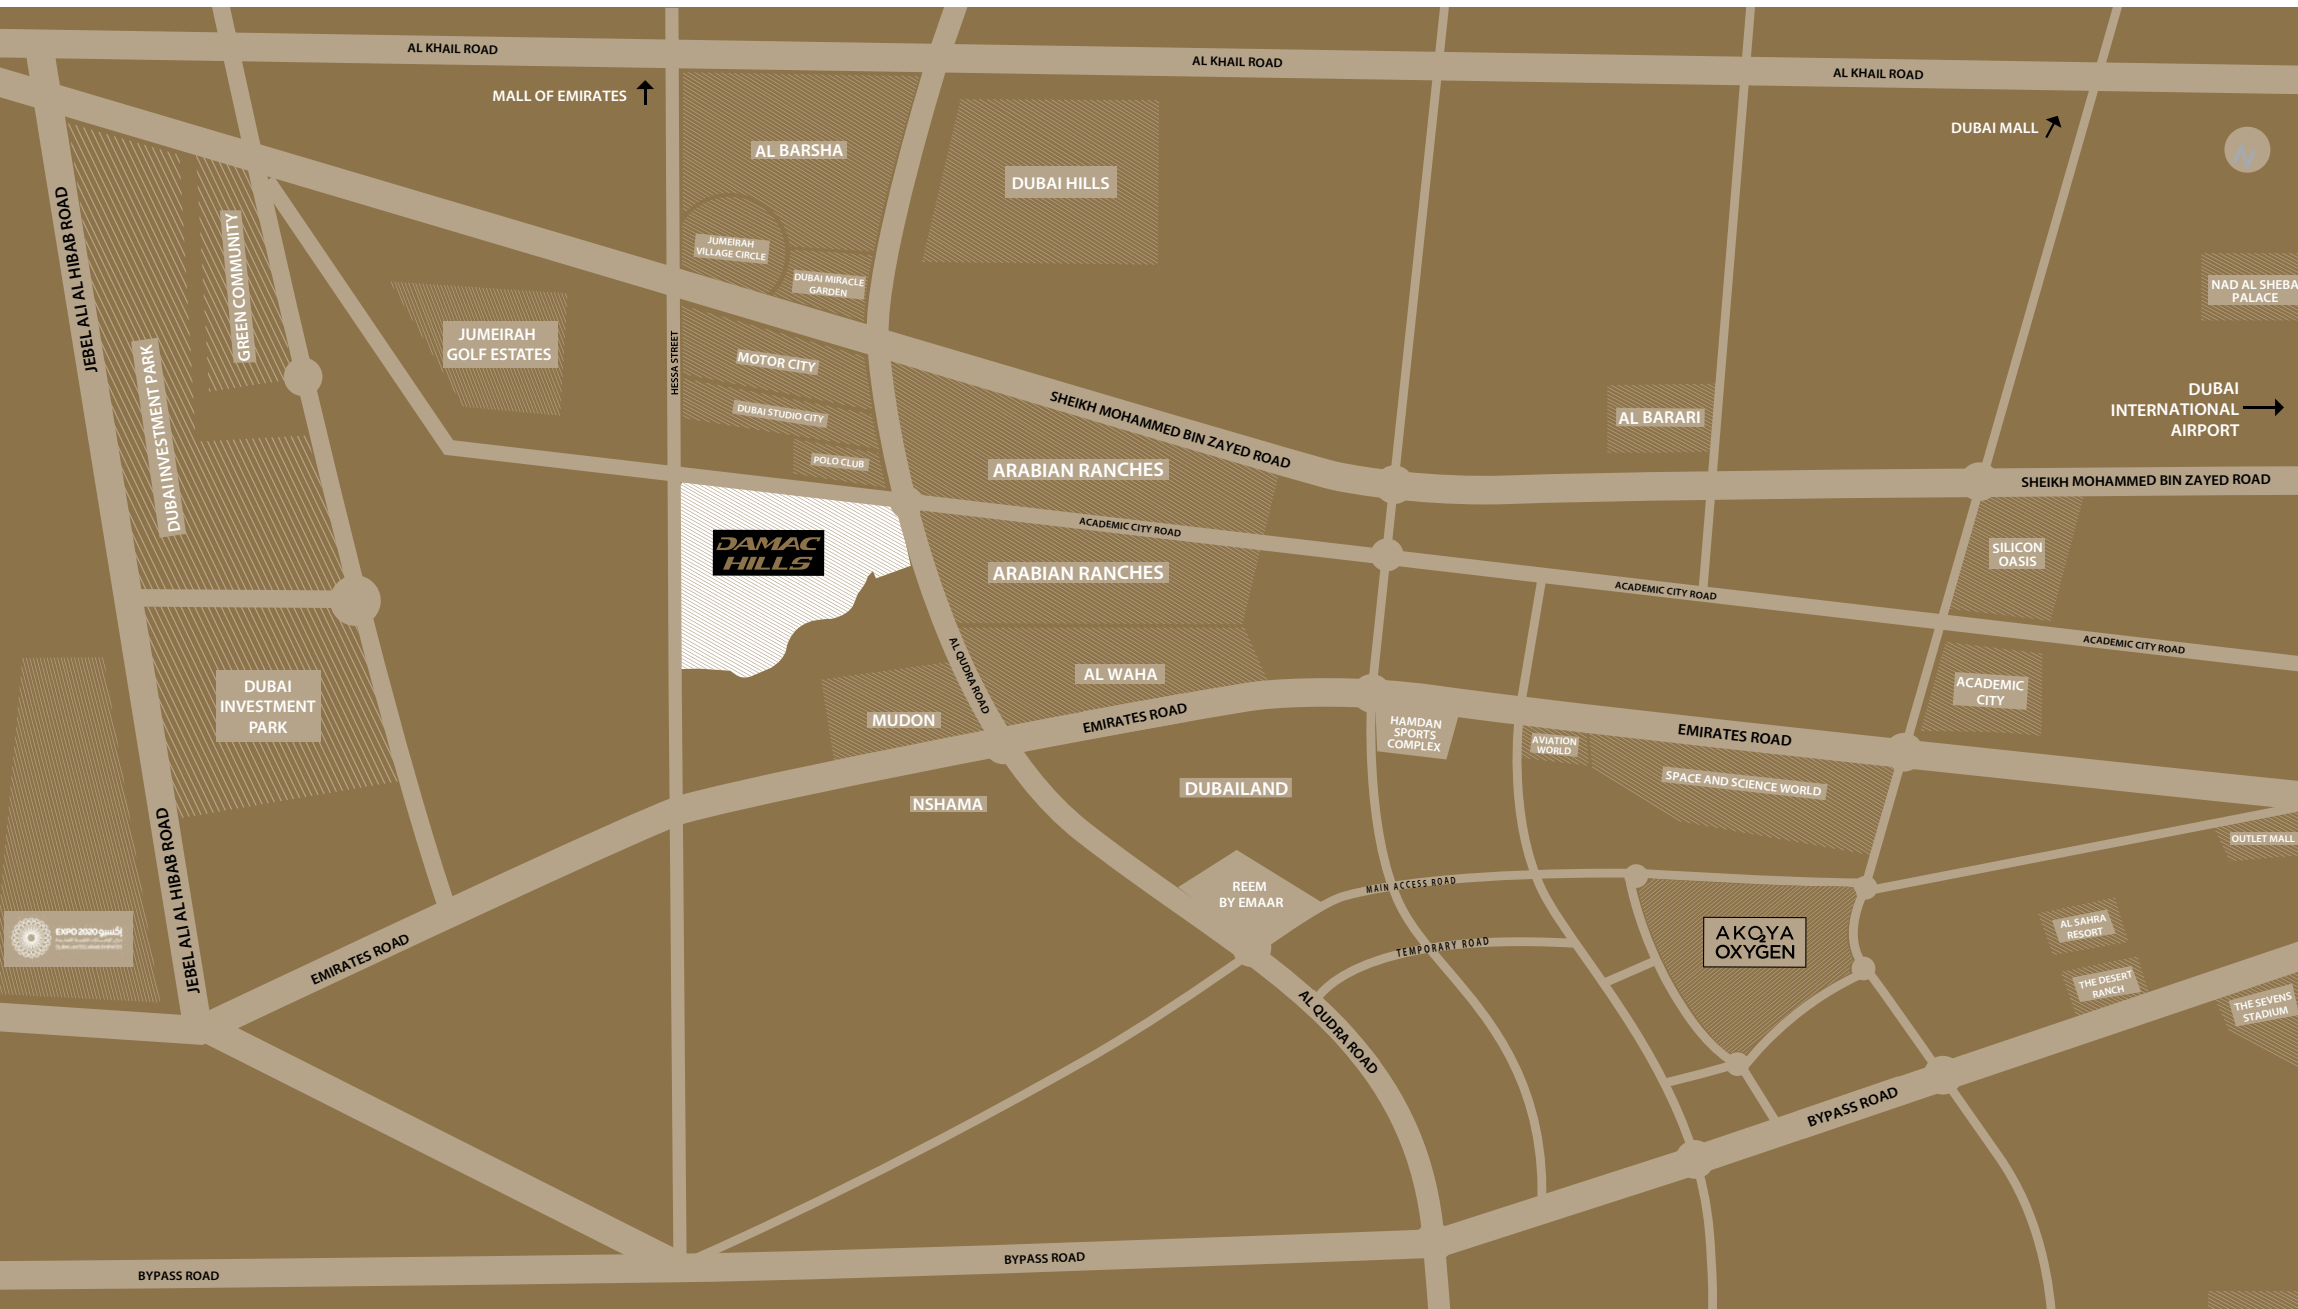 AL KHAIL ROAD
AL KHAIL ROAD
AL KHAIL ROAD
MALL OF EMIRATES
DUBAI MALL
N
AL BARSHA
DUBAI HILLS
JEBEL ALI AL HIBAB ROAD
GREEN COMMUNITY
JUMEIRAH
VILLAGE CIRCLE
DUBAI MIRACLE
GARDEN
NAD AL SHEBA
PALACE
JUMEIRAH
GOLF ESTATES
HESSA STREET
MOTOR CITY
DUBAI STUDIO CITY
POLO CLUB
DUBAI INVESTMENT PARK
SHEIKH MOHAMMED BIN ZAYED ROAD
AL BARARI
DUBAI
INTERNATIONAL
AIRPORT
ARABIAN RANCHES
SHEIKH MOHAMMED BIN ZAYED ROAD
ACADEMIC CITY ROAD
DAMAC
HILLS
ARABIAN RANCHES
SILICON
OASIS
ACADEMIC CITY ROAD
ACADEMIC CITY ROAD
AL QUDRA ROAD
AL WAHA
ACADEMIC
CITY
DUBAI
INVESTMENT
PARK
MUDON
EMIRATES ROAD
HAMDAN
SPORTS
COMPLEX
AVIATION
WORLD
EMIRATES ROAD
SPACE AND SCIENCE WORLD
DUBAILAND
NSHAMA
OUTLET MALL
JEBEL ALI AL HIBAB ROAD
REEM
BY EMAAR
MAIN ACCESS ROAD
EXPO 2020 إكسبو
EMIRATES ROAD
TEMPORARY ROAD
AKO2YA
OXYGEN
AL SAHRA
RESORT
THE DESERT
RANCH
THE SEVENS
STADIUM
AL QUDRA ROAD
BYPASS ROAD
BYPASS ROAD
BYPASS ROAD